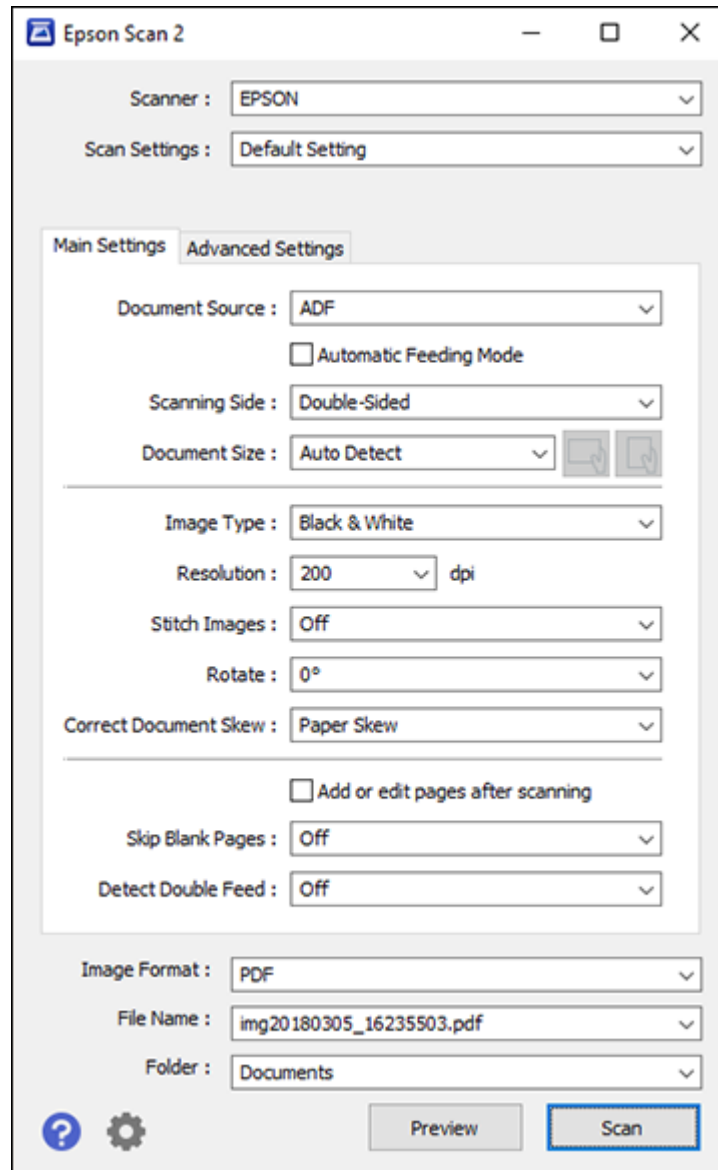 Epson Scan 2
Scanner : EPSON
Scan Settings : Default Setting
Main Settings Advanced Settings
Document Source : ADF
Automatic Feeding Mode
Scanning Side : Double-Sided
Document Size : Auto Detect
Image Type : Black & White
Resolution : 200 dpi
Stitch Images : Off
Rotate : 0°
Correct Document Skew : Paper Skew
Add or edit pages after scanning
Skip Blank Pages : Off
Detect Double Feed : Off
Image Format : PDF
File Name : img20180305_16235503.pdf
Folder : Documents
? Preview Scan